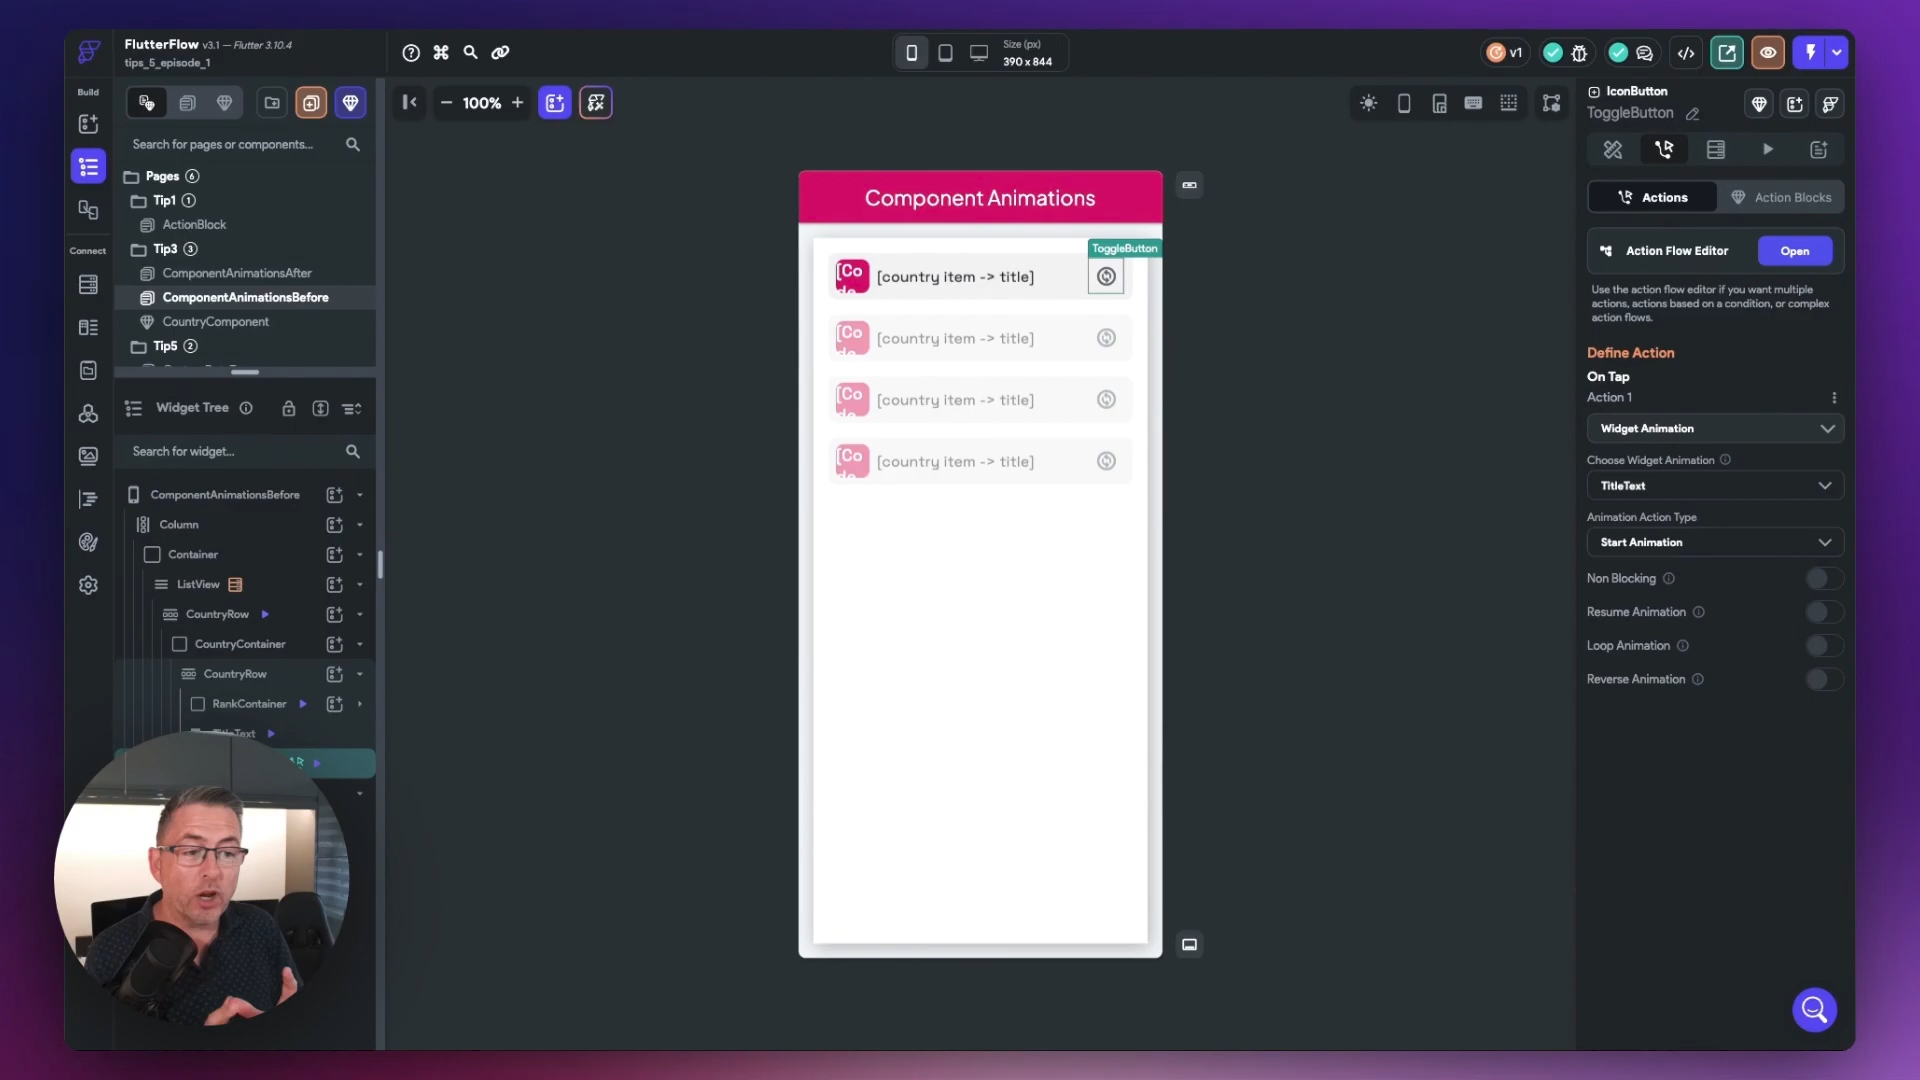 FlutterFlow v3.1 – Flutter 3.10.4
tips_5_episode_1
Size (px)
390 x 844
v1
Build
Connect
100%
Search for pages or components...
Pages 6
Tip1 1
ActionBlock
Tip3 3
ComponentAnimationsAfter
ComponentAnimationsBefore
CountryComponent
Tip5 2
Widget Tree
Search for widget...
ComponentAnimationsBefore
Column
Container
ListView
CountryRow
CountryContainer
CountryRow
RankContainer
TitleText
Component Animations
ToggleButton
[Co
[country item -> title]
[Co
[country item -> title]
[Co
[country item -> title]
[Co
[country item -> title]
IconButton
ToggleButton
Actions
Action Blocks
Action Flow Editor
Open
Use the action flow editor if you want multiple
actions, actions based on a condition, or complex
action flows.
Define Action
On Tap
Action 1
Widget Animation
Choose Widget Animation
TitleText
Animation Action Type
Start Animation
Non Blocking
Resume Animation
Loop Animation
Reverse Animation